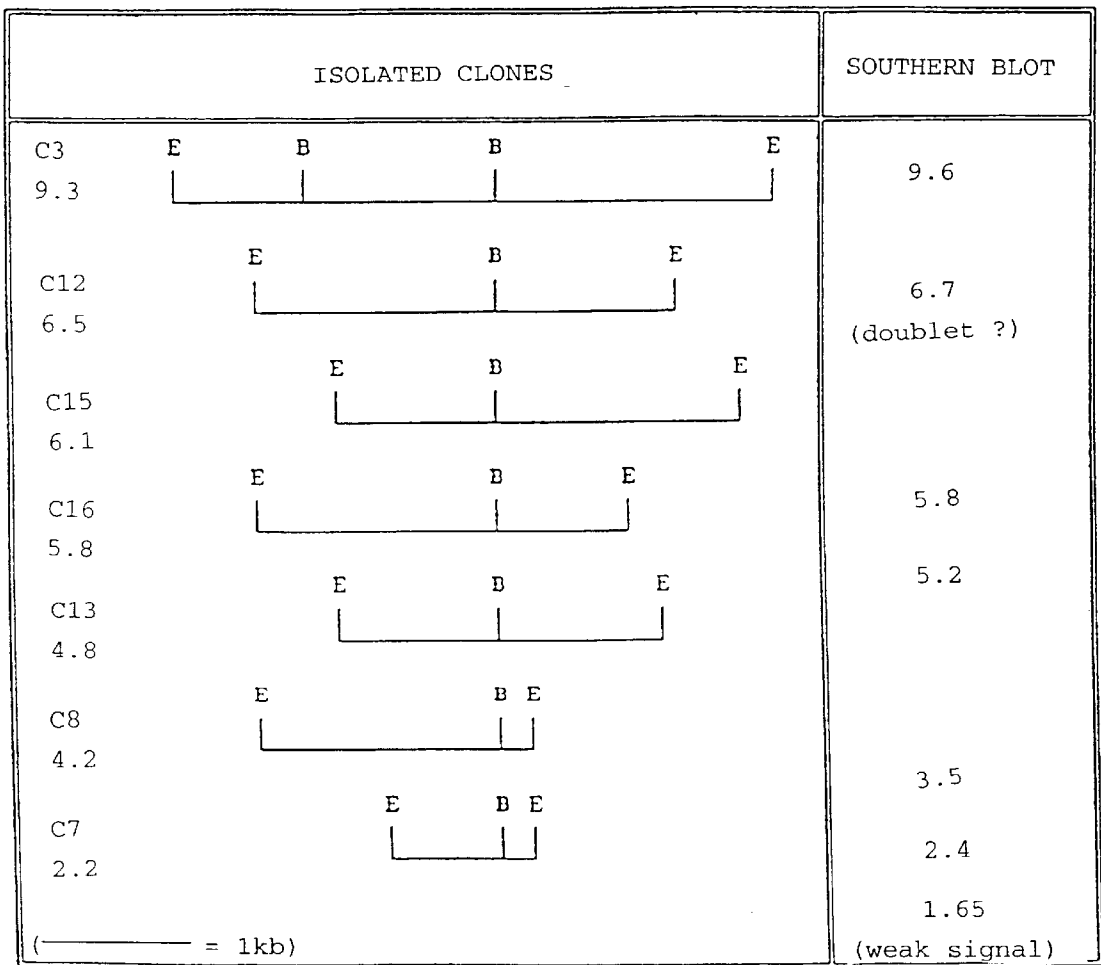 ISOLATED CLONES
SOUTHERN BLOT
C3
9.3
E B B E
9.6
C12
6.5
E B E
6.7
(doublet ?)
C15
6.1
E B E
C16
5.8
E B E
5.8
C13
4.8
E B E
5.2
C8
4.2
E B E
3.5
C7
2.2
E B E
2.4
1.65
(weak signal)
( = 1kb)